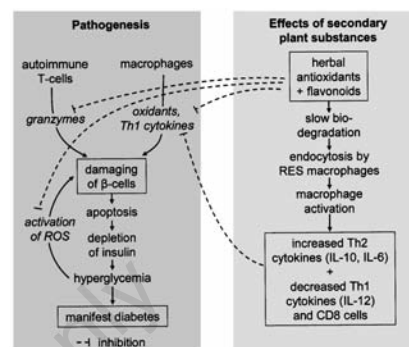 Pathogenesis
autoimmune
T-cells
macrophages
granzymes
oxidants,
Th1 cytokines
damaging
of β-cells
activation
of ROS
apoptosis
depletion
of insulin
hyperglycemia
manifest diabetes
inhibition
Effects of secondary
plant substances
herbal
antioxidants
+ flavonoids
slow bio-
degradation
endocytosis by
RES macrophages
macrophage
activation
increased Th2
cytokines (IL-10, IL-6)
+
decreased Th1
cytokines (IL-12)
and CD8 cells